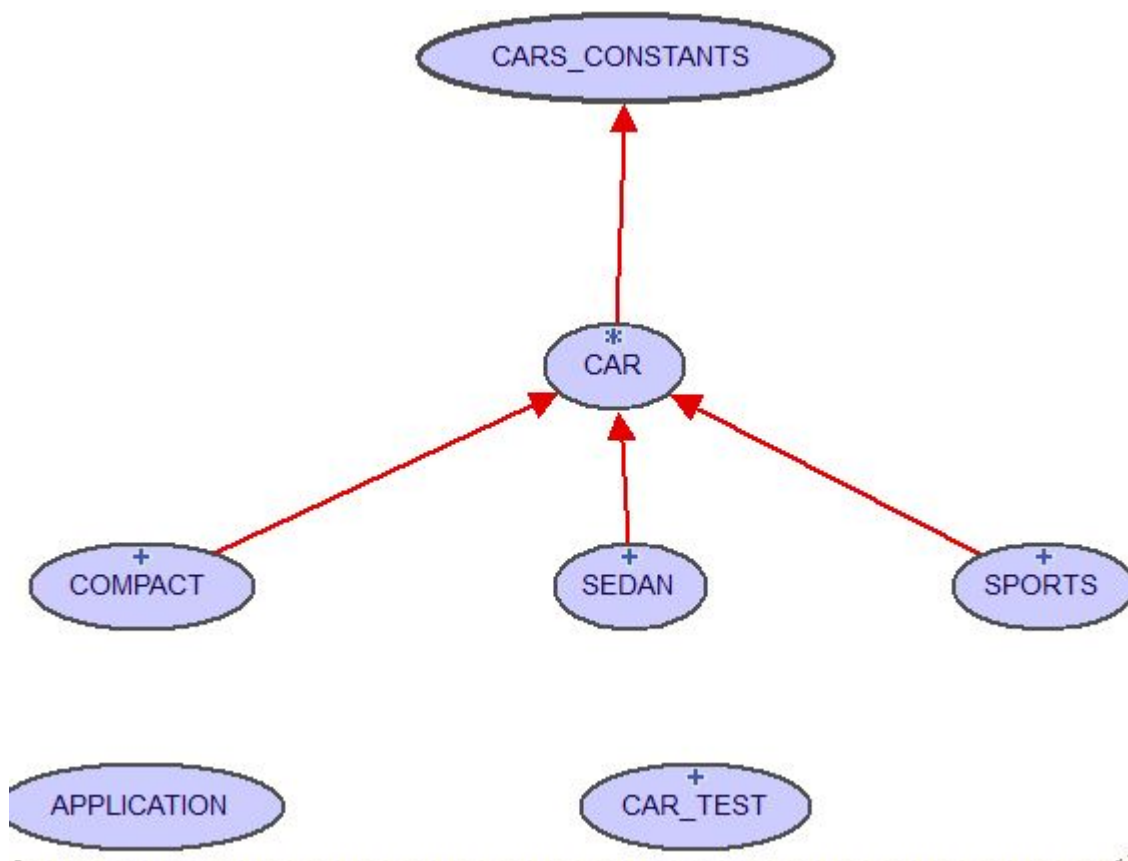 CARS_CONSTANTS
*
CAR
+
COMPACT
+
SEDAN
+
SPORTS
APPLICATION
+
CAR_TEST